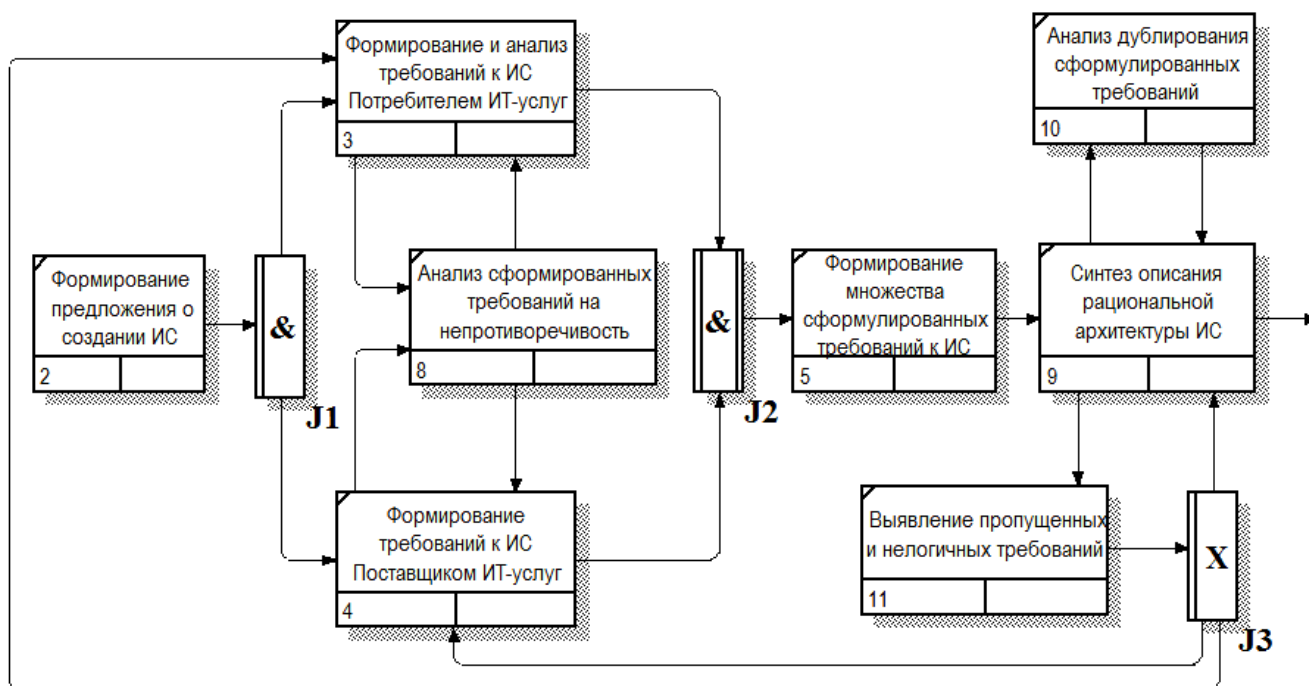 Формирование и анализ
требований к ИС
Потребителем ИТ-услуг
3
Анализ дублирования
сформулированных
требований
10
Формирование
предложения о
создании ИС
2
&
J1
Анализ сформированных
требований на
непротиворечивость
8
&
J2
Формирование
множества
сформулированных
требований к ИС
5
Синтез описания
рациональной
архитектуры ИС
9
Формирование
требований к ИС
Поставщиком ИТ-услуг
4
Выявление пропущенных
и нелогичных требований
11
X
J3